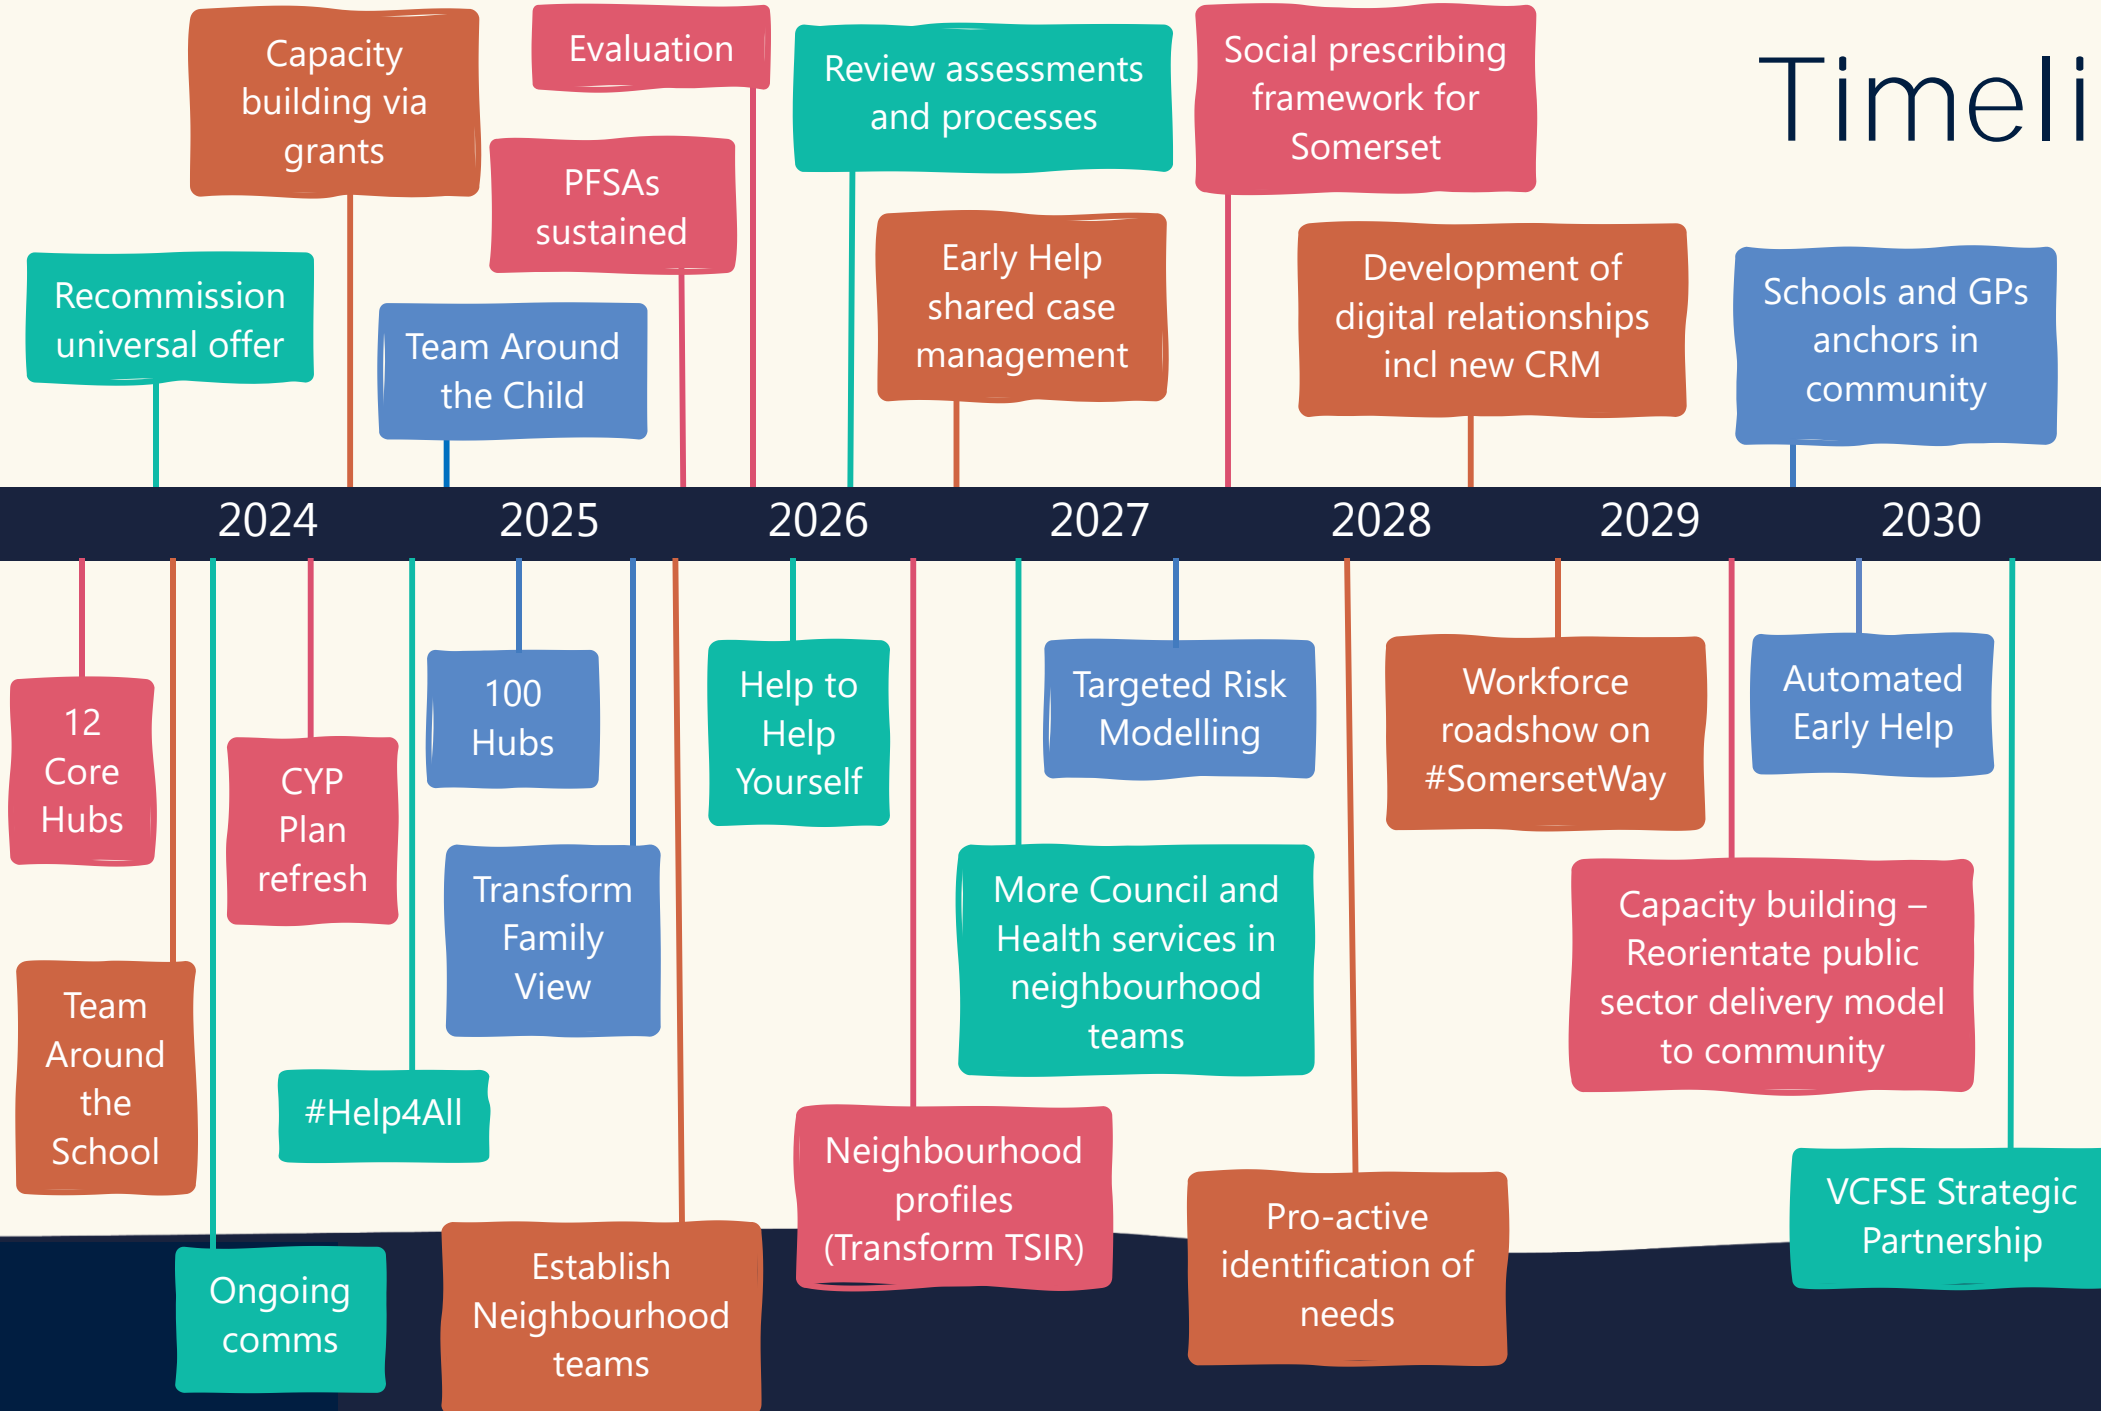 Timeli
Capacity
building via
grants
Evaluation
Review assessments
and processes
Social prescribing
framework for
Somerset
PFSAs
sustained
Recommission
universal offer
Team Around
the Child
Early Help
shared case
management
Development of
digital relationships
incl new CRM
Schools and GPs
anchors in
community
2024 2025 2026 2027 2028 2029 2030
12
Core
Hubs
CYP
Plan
refresh
100
Hubs
Help to
Help
Yourself
Targeted Risk
Modelling
Workforce
roadshow on
#SomersetWay
Automated
Early Help
Team
Around
the
School
#Help4All
Transform
Family
View
More Council and
Health services in
neighbourhood
teams
Capacity building –
Reorientate public
sector delivery model
to community
Ongoing
comms
Establish
Neighbourhood
teams
Neighbourhood
profiles
(Transform TSIR)
Pro-active
identification of
needs
VCFSE Strategic
Partnership